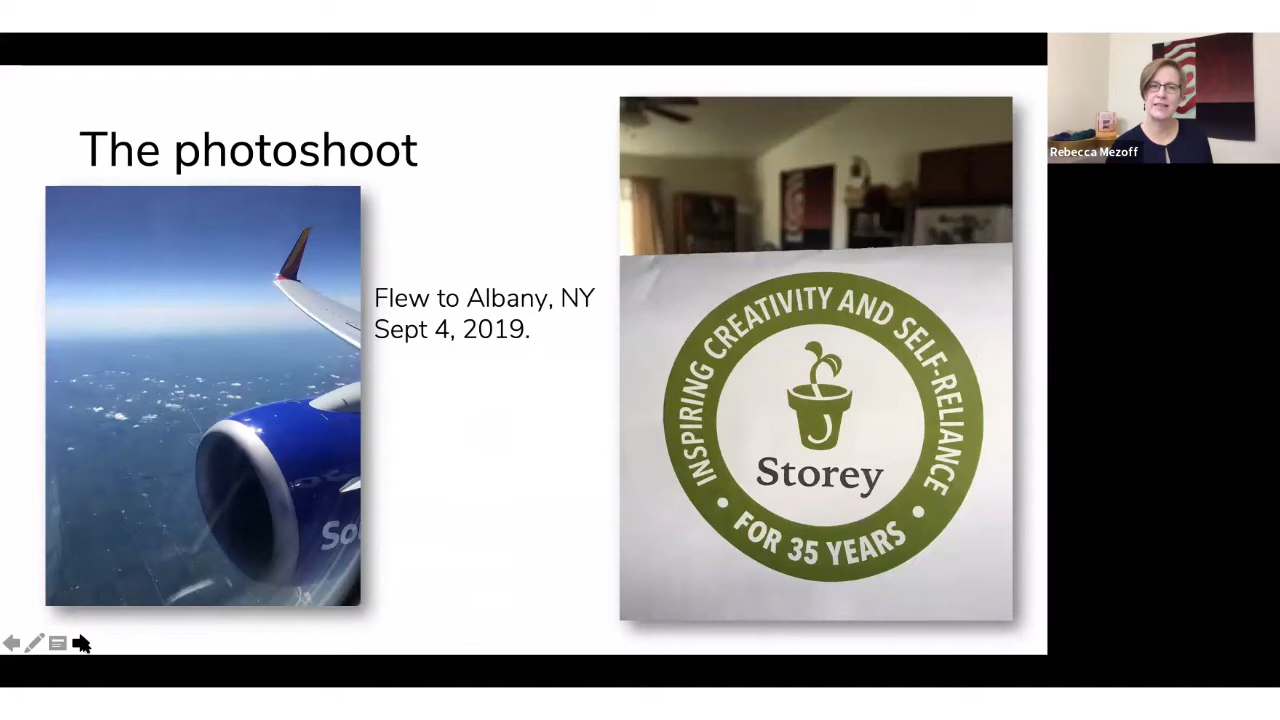 The photoshoot
Flew to Albany, NY
Sept 4, 2019.
So
INSPIRING CREATIVITY AND SELF-RELIANCE
Storey
• FOR 35 YEARS •
Rebecca Mezoff